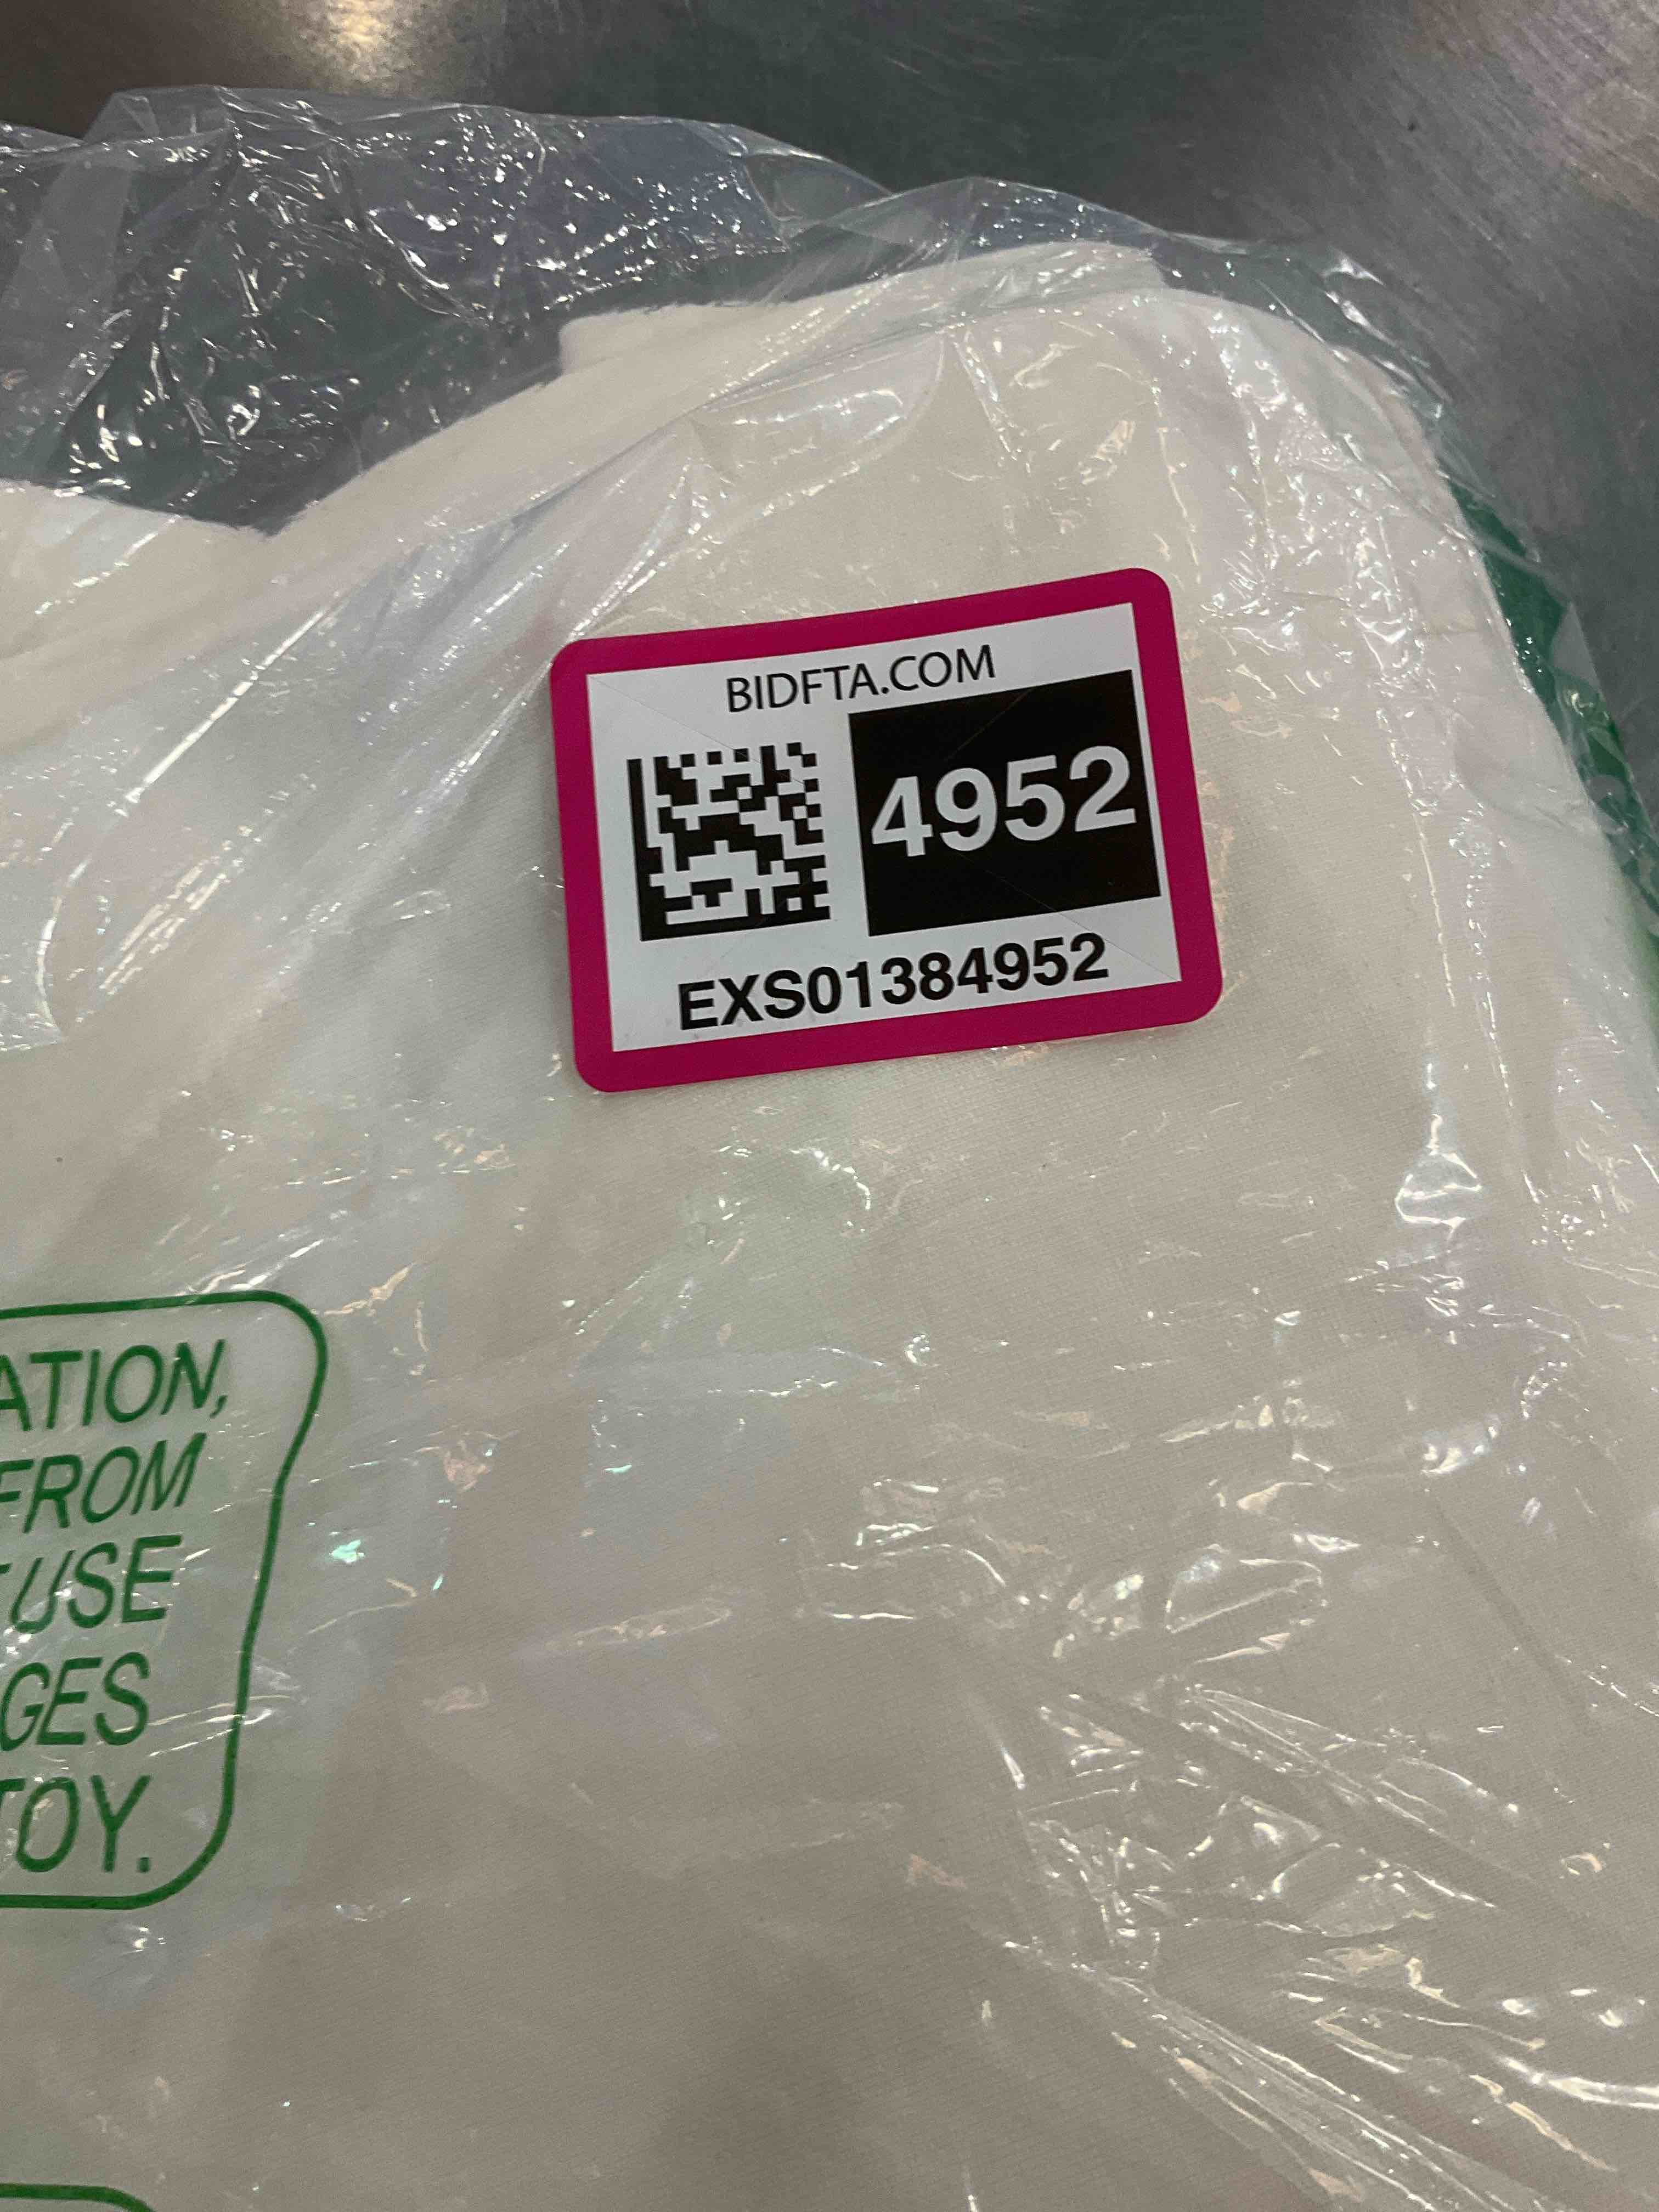 BIDFTA.COM
4952
EXS01384952
ATION,
FROM
USE
GES
TOY.